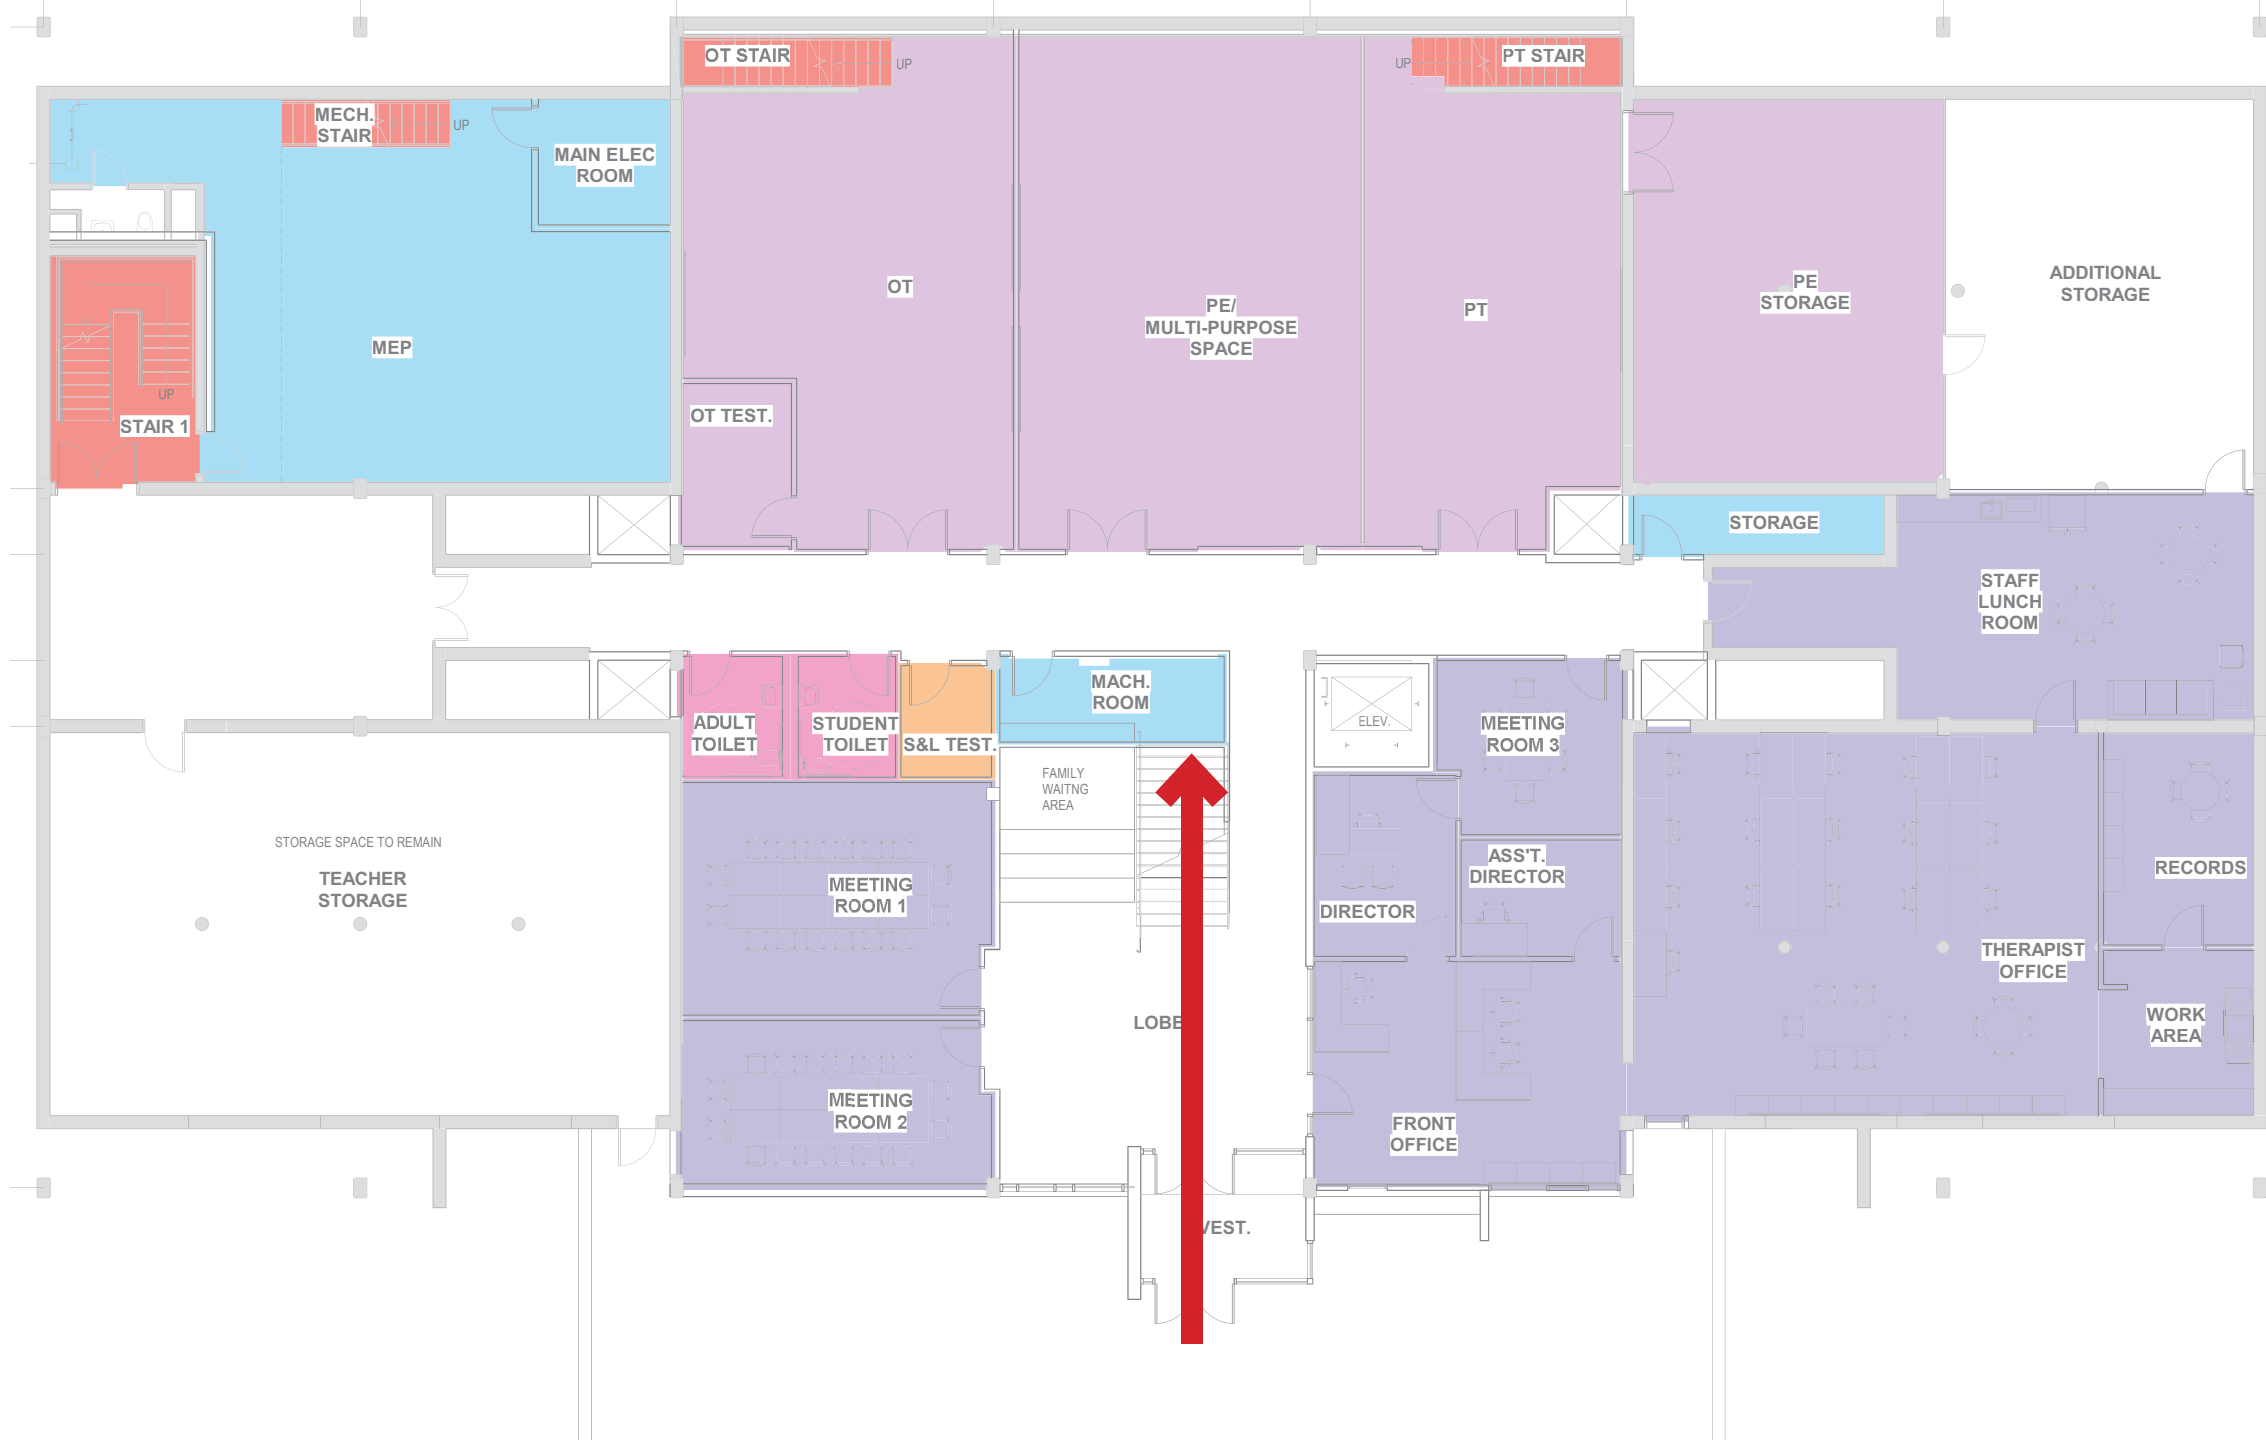 OT STAIR
UP
UP
PT STAIR
MECH.
STAIR
UP
MAIN ELEC
ROOM
OT
PE/
MULTI-PURPOSE
SPACE
PT
PE
STORAGE
ADDITIONAL
STORAGE
MEP
UP
STAIR 1
OT TEST.
STORAGE
STAFF
LUNCH
ROOM
ADULT
TOILET
STUDENT
TOILET
S&L TEST.
MACH.
ROOM
ELEV.
MEETING
ROOM 3
FAMILY
WAITNG
AREA
STORAGE SPACE TO REMAIN
TEACHER
STORAGE
MEETING
ROOM 1
DIRECTOR
ASS'T.
DIRECTOR
RECORDS
THERAPIST
OFFICE
LOBB
WORK
AREA
MEETING
ROOM 2
FRONT
OFFICE
VEST.